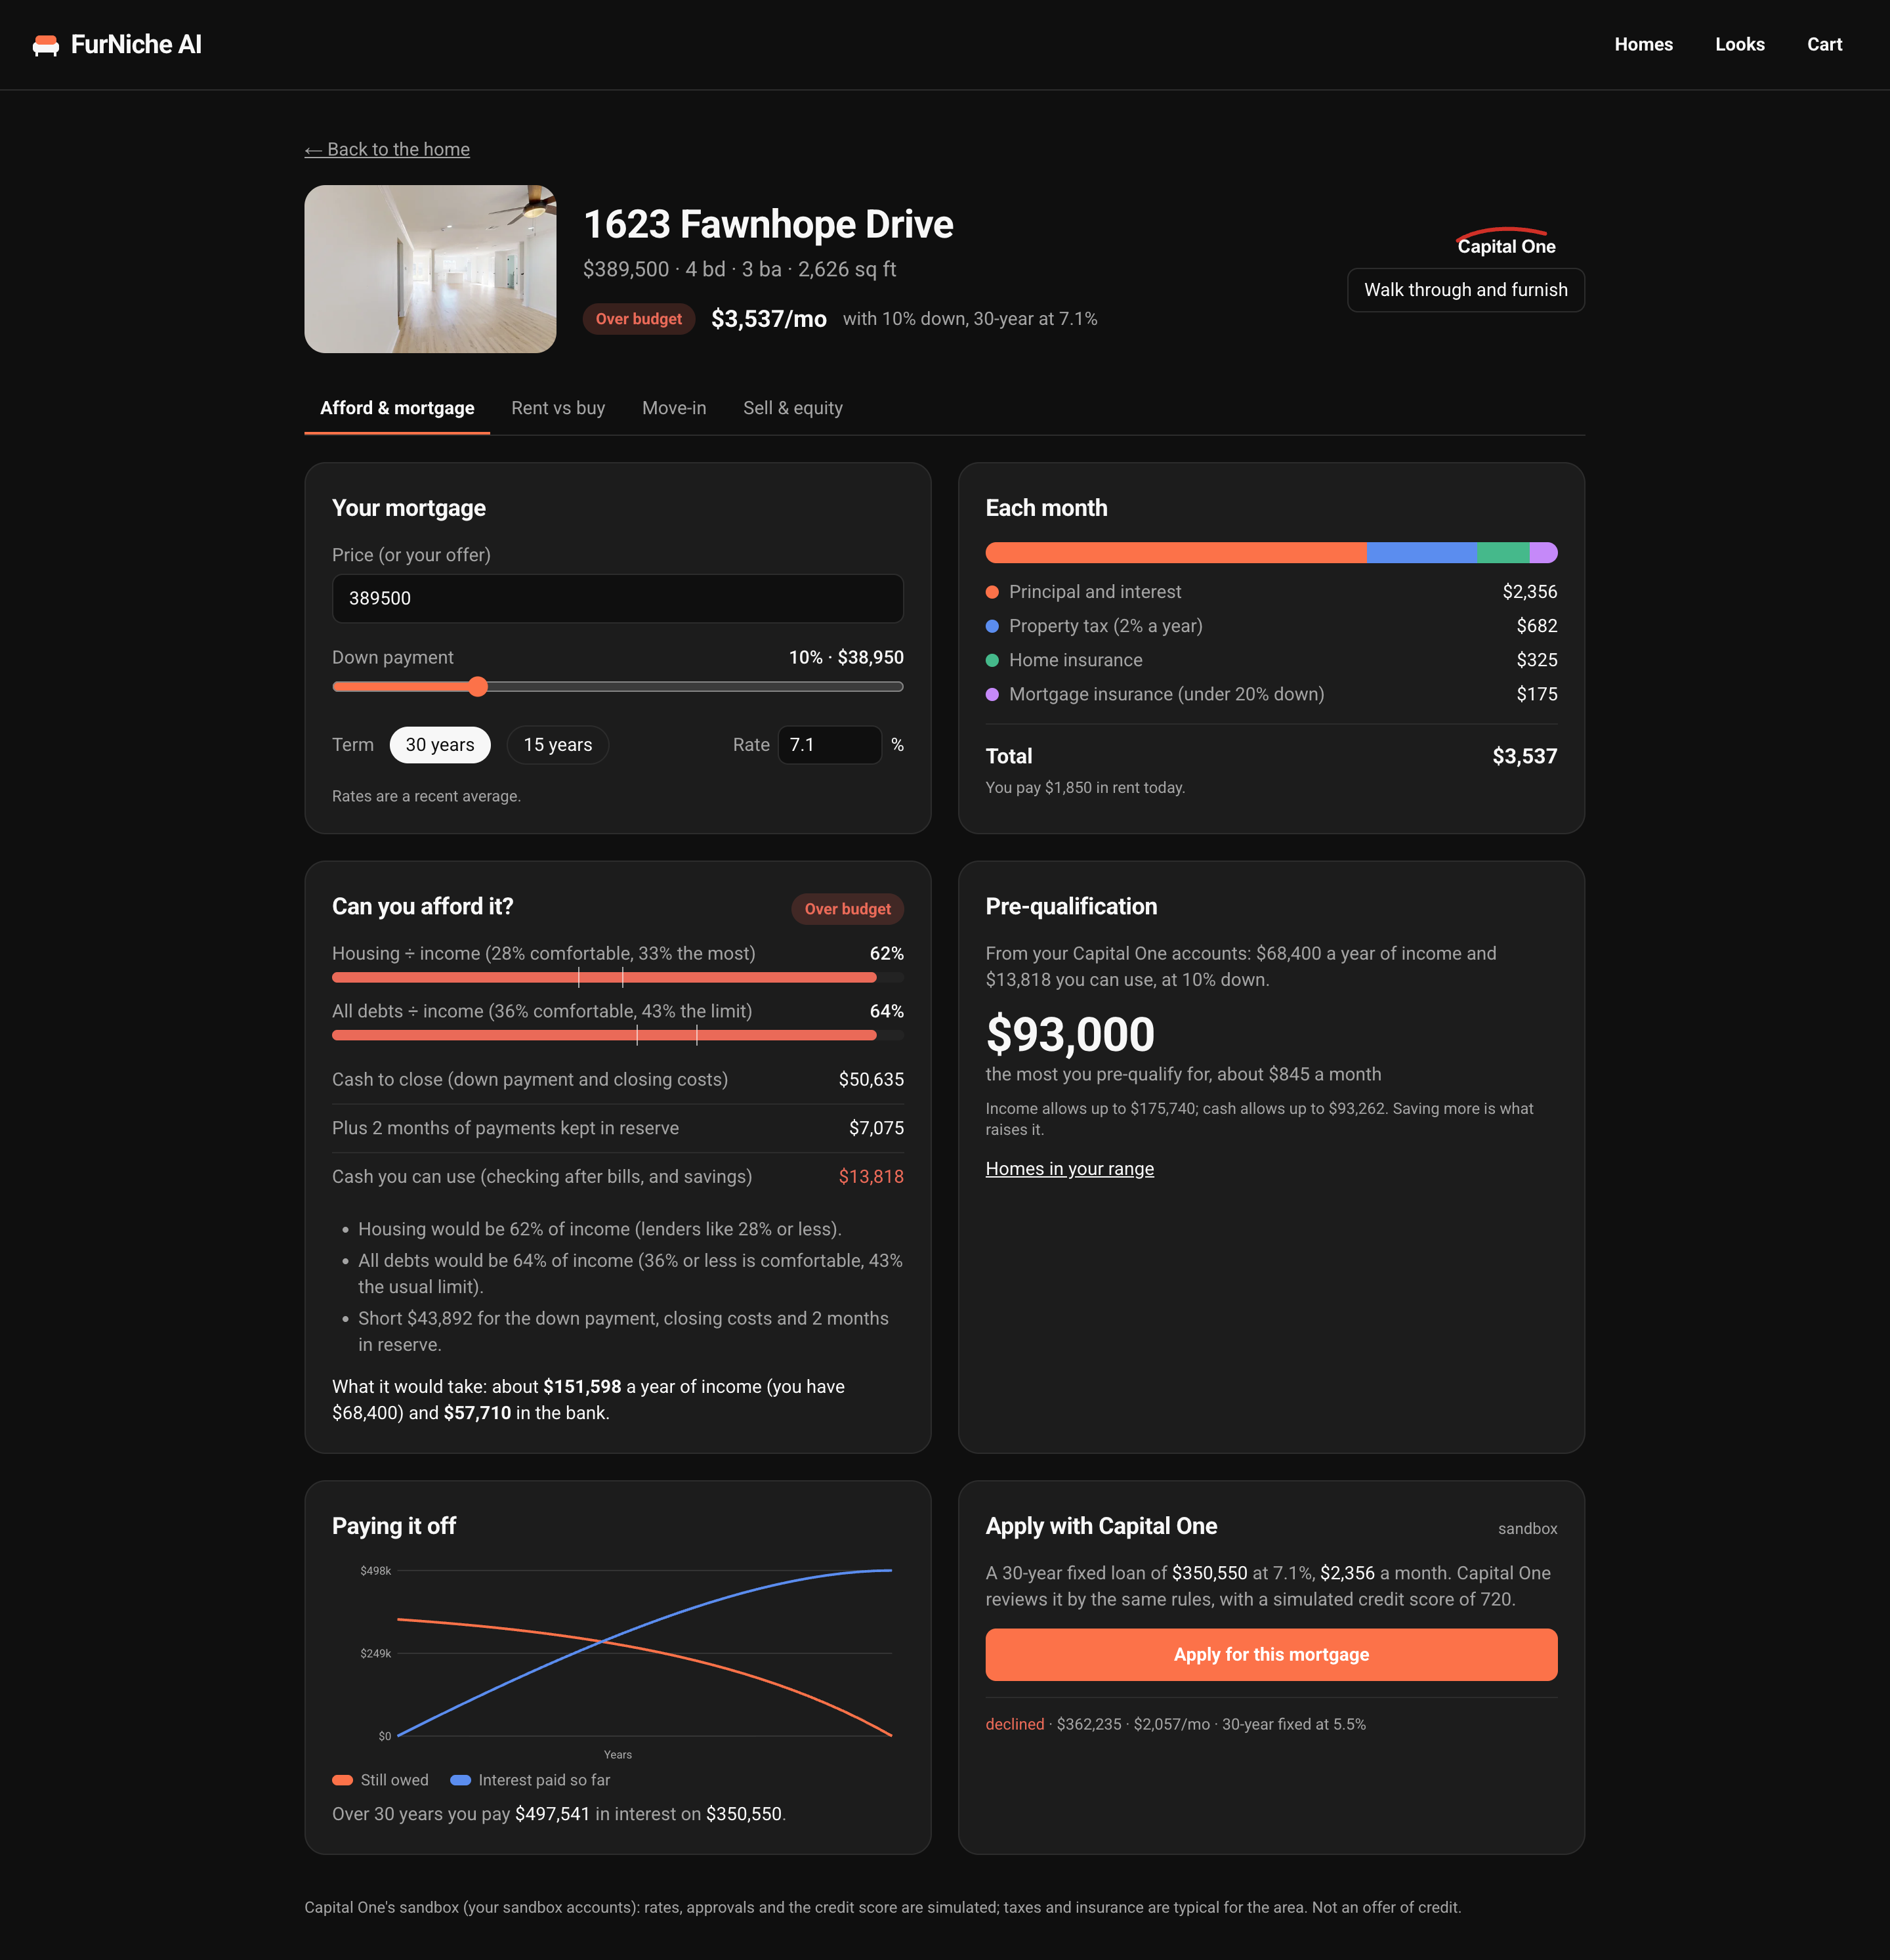 FurNiche AI
Homes
Looks
Cart
← Back to the home
1623 Fawnhope Drive
$389,500 · 4 bd · 3 ba · 2,626 sq ft
Over budget
$3,537/mo
with 10% down, 30-year at 7.1%
Capital One
Walk through and furnish
Afford & mortgage
Rent vs buy
Move-in
Sell & equity
Your mortgage
Price (or your offer)
389500
Down payment
10% · $38,950
Term
30 years
15 years
Rate
7.1
%
Rates are a recent average.
Each month
Principal and interest
$2,356
Property tax (2% a year)
$682
Home insurance
$325
Mortgage insurance (under 20% down)
$175
Total
$3,537
You pay $1,850 in rent today.
Can you afford it?
Over budget
Housing ÷ income (28% comfortable, 33% the most)
62%
All debts ÷ income (36% comfortable, 43% the limit)
64%
Cash to close (down payment and closing costs)
$50,635
Plus 2 months of payments kept in reserve
$7,075
Cash you can use (checking after bills, and savings)
$13,818
• Housing would be 62% of income (lenders like 28% or less).
• All debts would be 64% of income (36% or less is comfortable, 43%
the usual limit).
• Short $43,892 for the down payment, closing costs and 2 months
in reserve.
What it would take: about $151,598 a year of income (you have
$68,400) and $57,710 in the bank.
Pre-qualification
From your Capital One accounts: $68,400 a year of income and
$13,818 you can use, at 10% down.
$93,000
the most you pre-qualify for, about $845 a month
Income allows up to $175,740; cash allows up to $93,262. Saving more is what
raises it.
Homes in your range
Paying it off
$498k
$249k
$0
Years
Still owed
Interest paid so far
Over 30 years you pay $497,541 in interest on $350,550.
Apply with Capital One
sandbox
A 30-year fixed loan of $350,550 at 7.1%, $2,356 a month. Capital One
reviews it by the same rules, with a simulated credit score of 720.
Apply for this mortgage
declined · $362,235 · $2,057/mo · 30-year fixed at 5.5%
Capital One's sandbox (your sandbox accounts): rates, approvals and the credit score are simulated; taxes and insurance are typical for the area. Not an offer of credit.